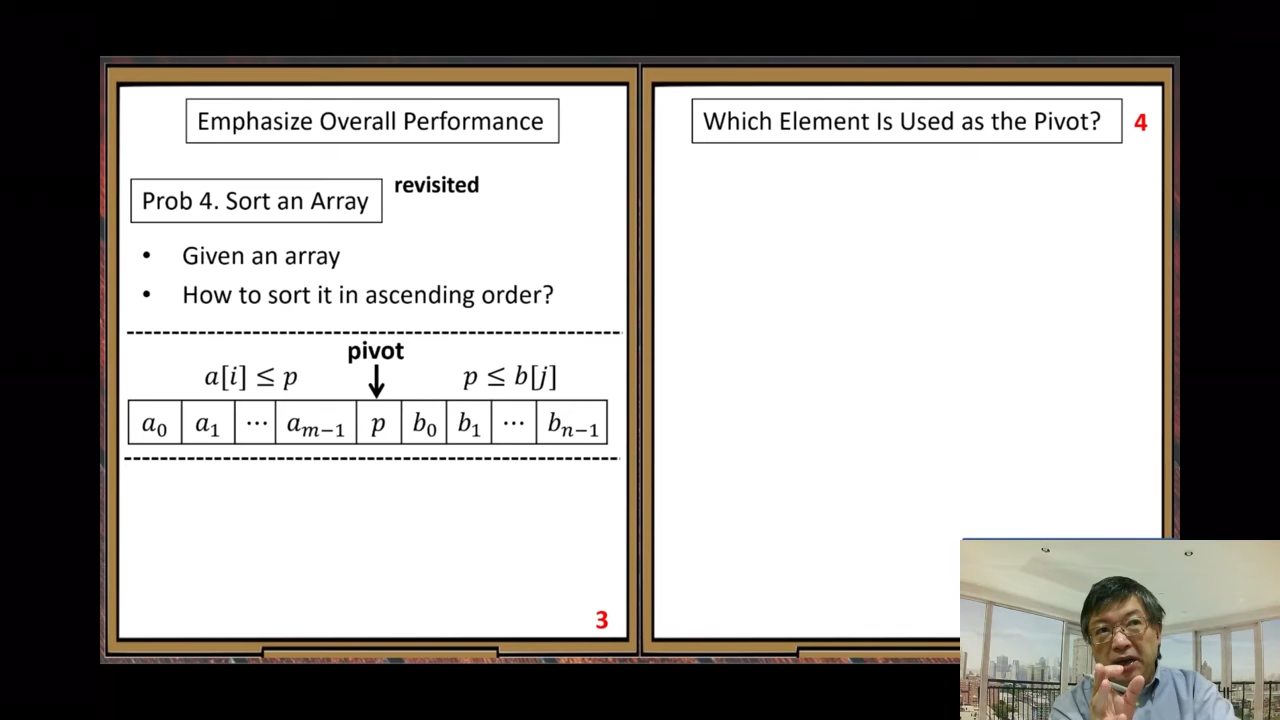 Emphasize Overall Performance
Prob 4. Sort an Array
revisited
• Given an array
• How to sort it in ascending order?
pivot
a[i] ≤ p
p ≤ b[j]
a₀ a₁ ⋯ aₘ₋₁ p b₀ b₁ ⋯ bₙ₋₁
3
Which Element Is Used as the Pivot?
4